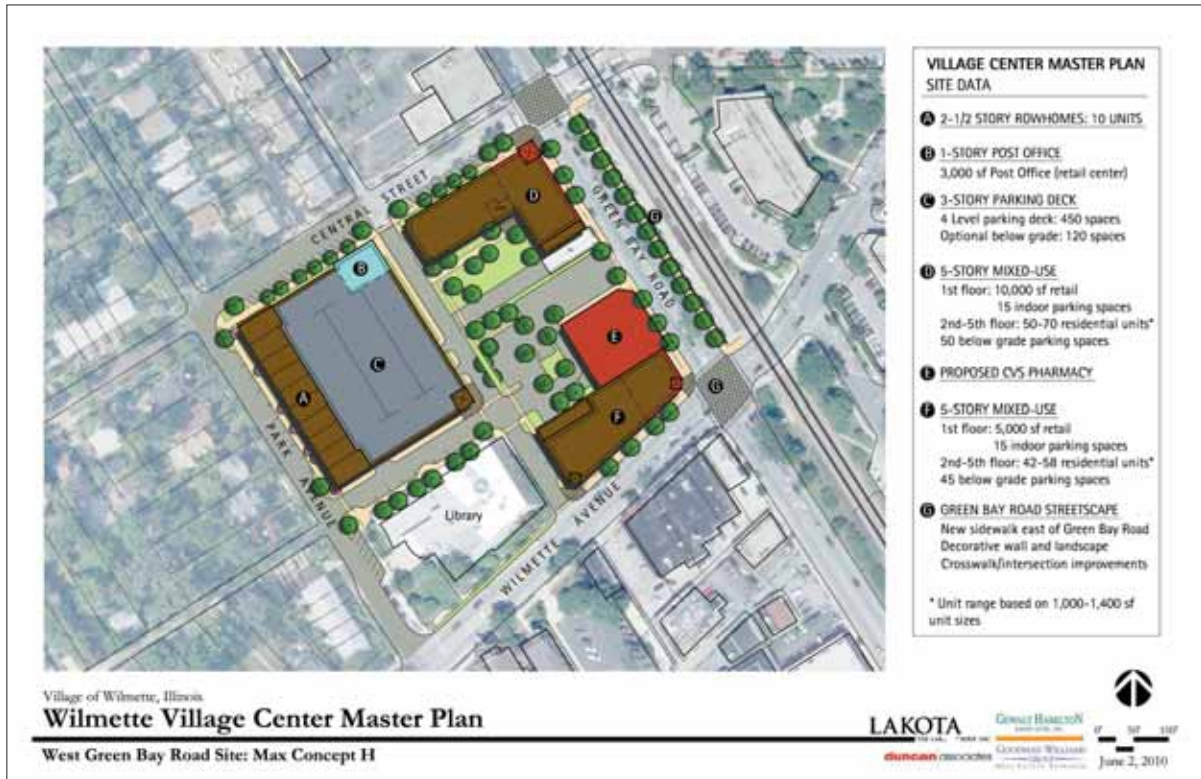 VILLAGE CENTER MASTER PLAN
SITE DATA
A 2-1/2 STORY ROWHOMES: 10 UNITS
B 1-STORY POST OFFICE
3,000 sf Post Office (retail center)
C 3-STORY PARKING DECK
4 Level parking deck: 450 spaces
Optional below grade: 120 spaces
D 5-STORY MIXED-USE
1st floor: 10,000 sf retail
15 indoor parking spaces
2nd-5th floor: 50-70 residential units*
50 below grade parking spaces
E PROPOSED CVS PHARMACY
F 5-STORY MIXED-USE
1st floor: 5,000 sf retail
15 indoor parking spaces
2nd-5th floor: 42-58 residential units*
45 below grade parking spaces
G GREEN BAY ROAD STREETSCAPE
New sidewalk east of Green Bay Road
Decorative wall and landscape
Crosswalk/intersection improvements
* Unit range based on 1,000-1,400 sf
unit sizes
CENTRAL STREET
GREEN BAY ROAD
PARK AVENUE
WILMETTE AVENUE
Library
A
B
C
D
E
F
G
G
Village of Wilmette, Illinois
Wilmette Village Center Master Plan
West Green Bay Road Site: Max Concept H
LAKOTA
duncan associates
GEWALT HAMILTON
GOODMAN WILLIAMS
GROUP
June 2, 2010